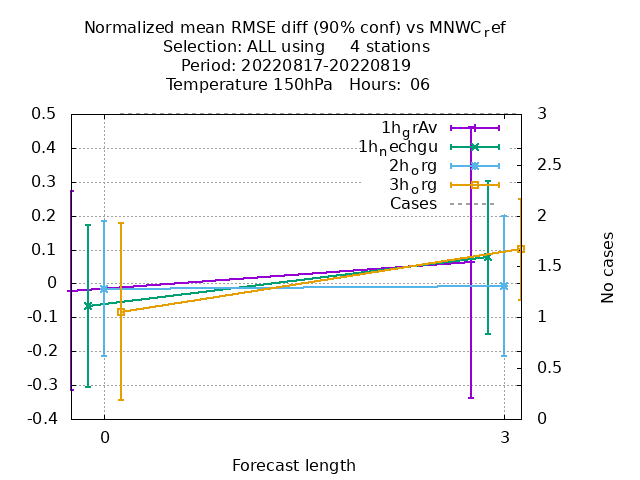 Normalized mean RMSE diff (90% conf) vs MNWC_ref
Selection: ALL using     4 stations
Period: 20220817-20220819
Temperature 150hPa   Hours:  06
0.5
0.4
0.3
0.2
0.1
0
-0.1
-0.2
-0.3
-0.4
3
2.5
2
1.5
1
0.5
0
1h_grAv
1h_nechgu
2h_org
3h_org
Cases
No cases
0 3
Forecast length